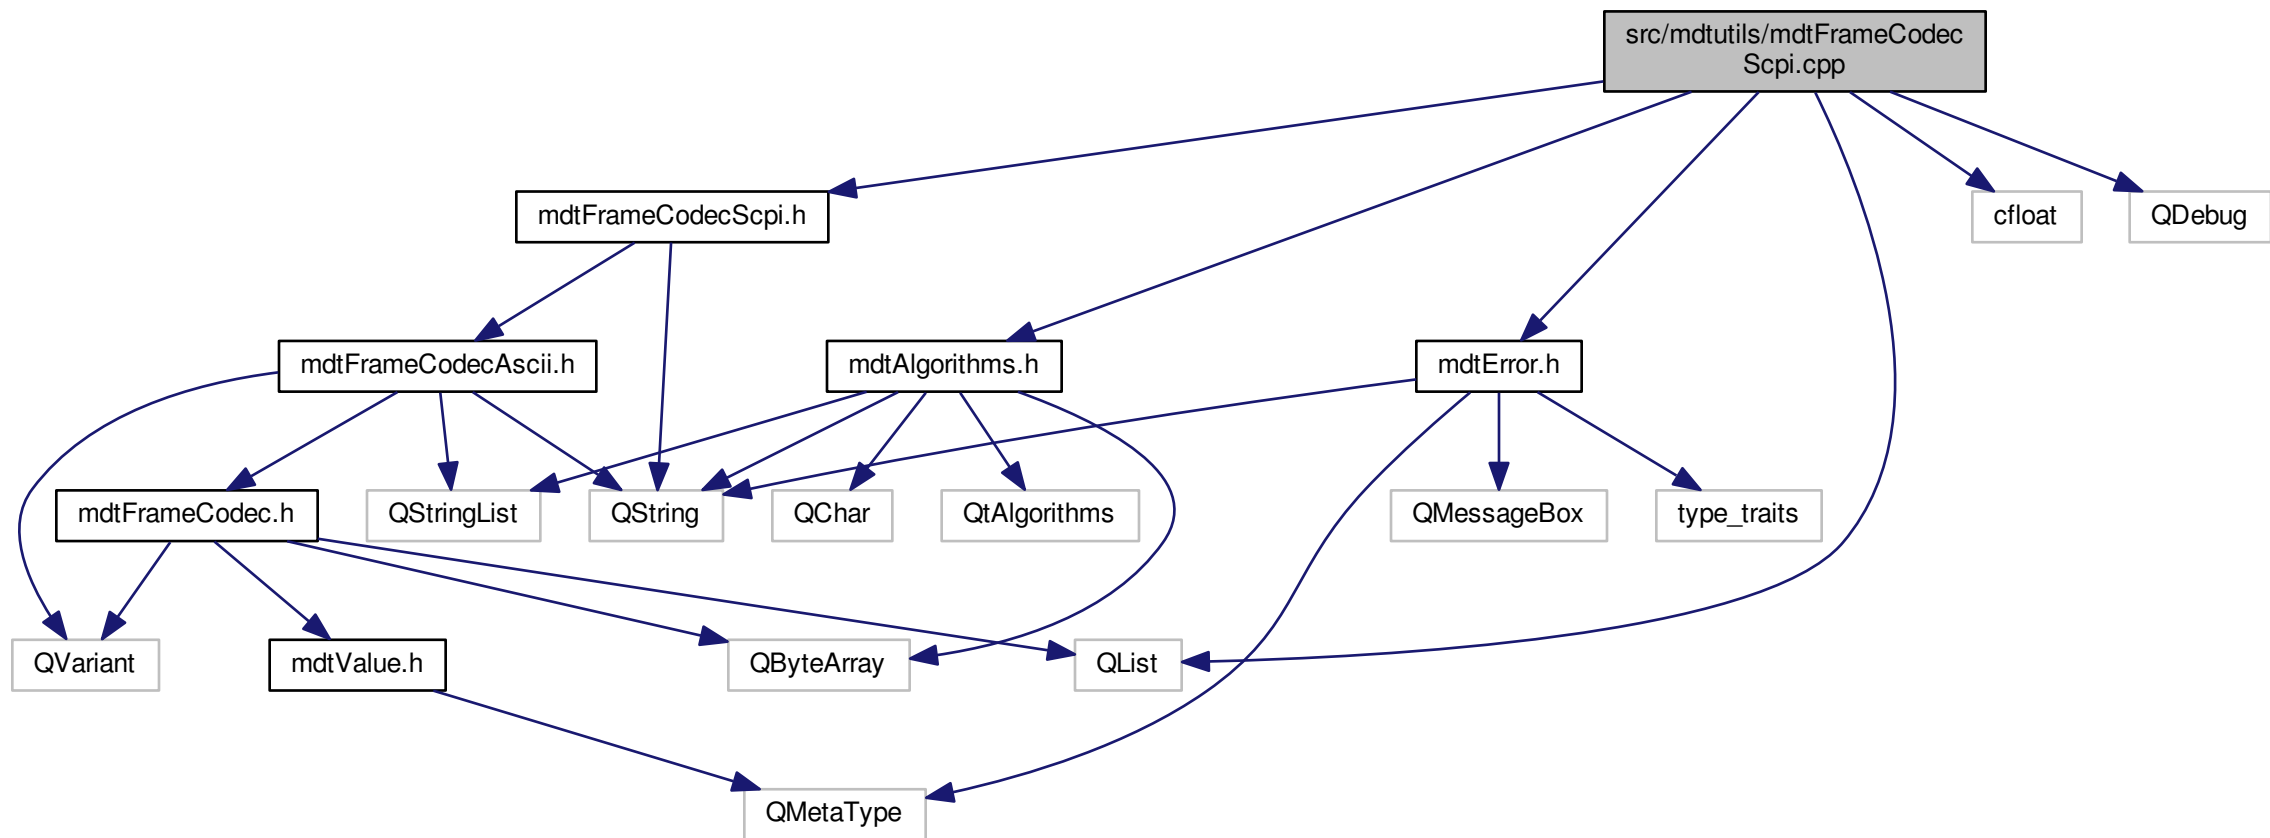 src/mdtutils/mdtFrameCodec
Scpi.cpp
mdtFrameCodecScpi.h
cfloat
QDebug
mdtFrameCodecAscii.h
mdtAlgorithms.h
mdtError.h
mdtFrameCodec.h
QStringList
QString
QChar
QtAlgorithms
QMessageBox
type_traits
QVariant
mdtValue.h
QByteArray
QList
QMetaType